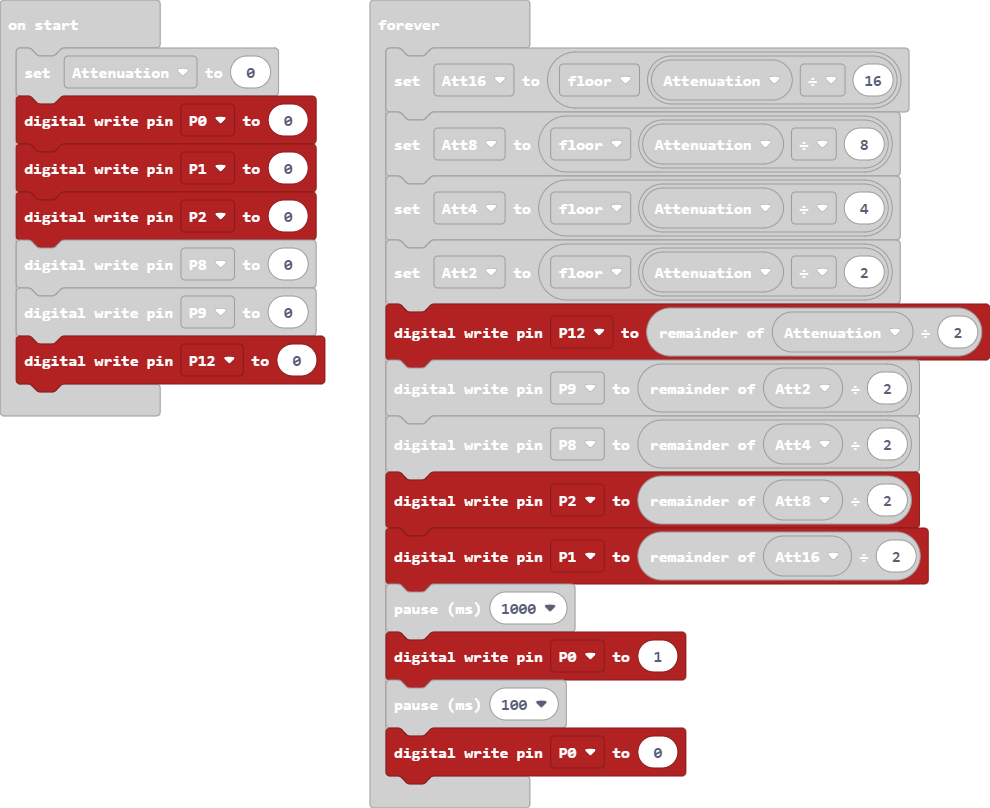 on start
set Attenuation to 0
digital write pin P0 to 0
digital write pin P1 to 0
digital write pin P2 to 0
digital write pin P8 to 0
digital write pin P9 to 0
digital write pin P12 to 0
forever
set Att16 to floor Attenuation ÷ 16
set Att8 to floor Attenuation ÷ 8
set Att4 to floor Attenuation ÷ 4
set Att2 to floor Attenuation ÷ 2
digital write pin P12 to remainder of Attenuation ÷ 2
digital write pin P9 to remainder of Att2 ÷ 2
digital write pin P8 to remainder of Att4 ÷ 2
digital write pin P2 to remainder of Att8 ÷ 2
digital write pin P1 to remainder of Att16 ÷ 2
pause (ms) 1000
digital write pin P0 to 1
pause (ms) 100
digital write pin P0 to 0